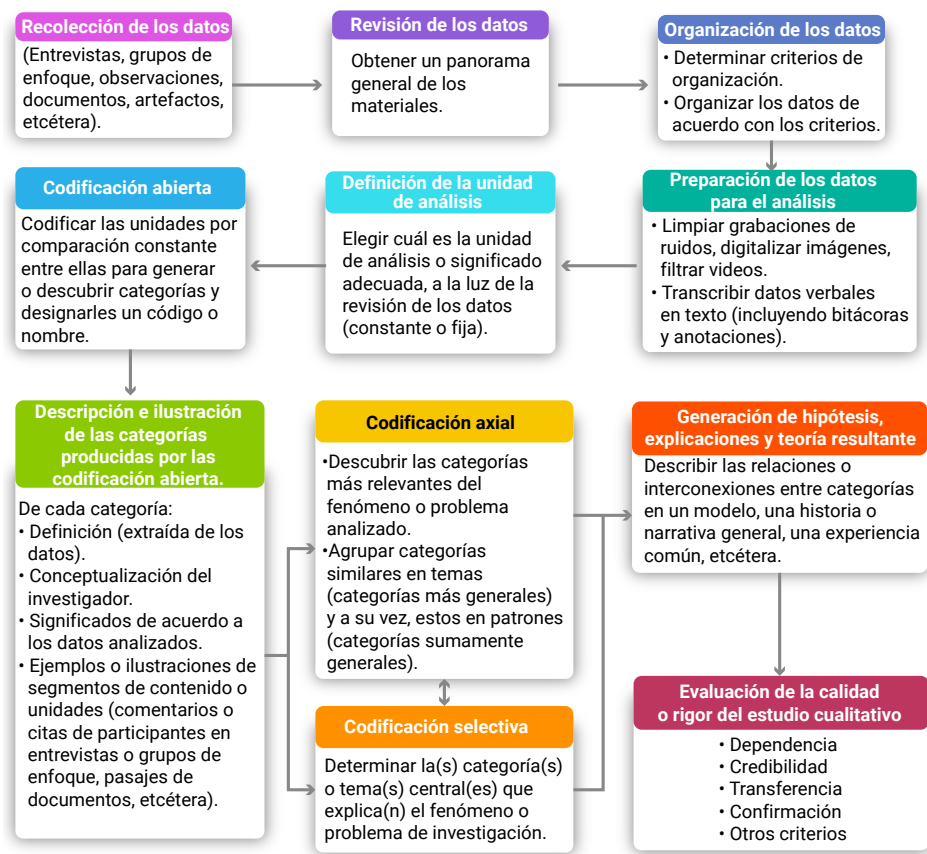 Recolección de los datos
(Entrevistas, grupos de
enfoque, observaciones,
documentos, artefactos,
etcétera).
Revisión de los datos
Obtener un panorama
general de los
materiales.
Organización de los datos
• Determinar criterios de
organización.
• Organizar los datos de
acuerdo con los criterios.
Preparación de los datos
para el análisis
• Limpiar grabaciones de
ruidos, digitalizar imágenes,
filtrar videos.
• Transcribir datos verbales
en texto (incluyendo bitácoras
y anotaciones).
Definición de la unidad
de análisis
Elegir cuál es la unidad
de análisis o significado
adecuada, a la luz de la
revisión de los datos
(constante o fija).
Codificación abierta
Codificar las unidades por
comparación constante
entre ellas para generar
o descubrir categorías y
designarles un código o
nombre.
Descripción e ilustración
de las categorías
producidas por las
codificación abierta.
De cada categoría:
• Definición (extraída de los
datos).
• Conceptualización del
investigador.
• Significados de acuerdo a
los datos analizados.
• Ejemplos o ilustraciones de
segmentos de contenido o
unidades (comentarios o
citas de participantes en
entrevistas o grupos de
enfoque, pasajes de
documentos, etcétera).
Codificación axial
•Descubrir las categorías
más relevantes del
fenómeno o problema
analizado.
•Agrupar categorías
similares en temas
(categorías más generales)
y a su vez, estos en patrones
(categorías sumamente
generales).
Codificación selectiva
Determinar la(s) categoría(s)
o tema(s) central(es) que
explica(n) el fenómeno o
problema de investigación.
Generación de hipótesis,
explicaciones y teoría resultante
Describir las relaciones o
interconexiones entre categorías
en un modelo, una historia o
narrativa general, una experiencia
común, etcétera.
Evaluación de la calidad
o rigor del estudio cualitativo
• Dependencia
• Credibilidad
• Transferencia
• Confirmación
• Otros criterios